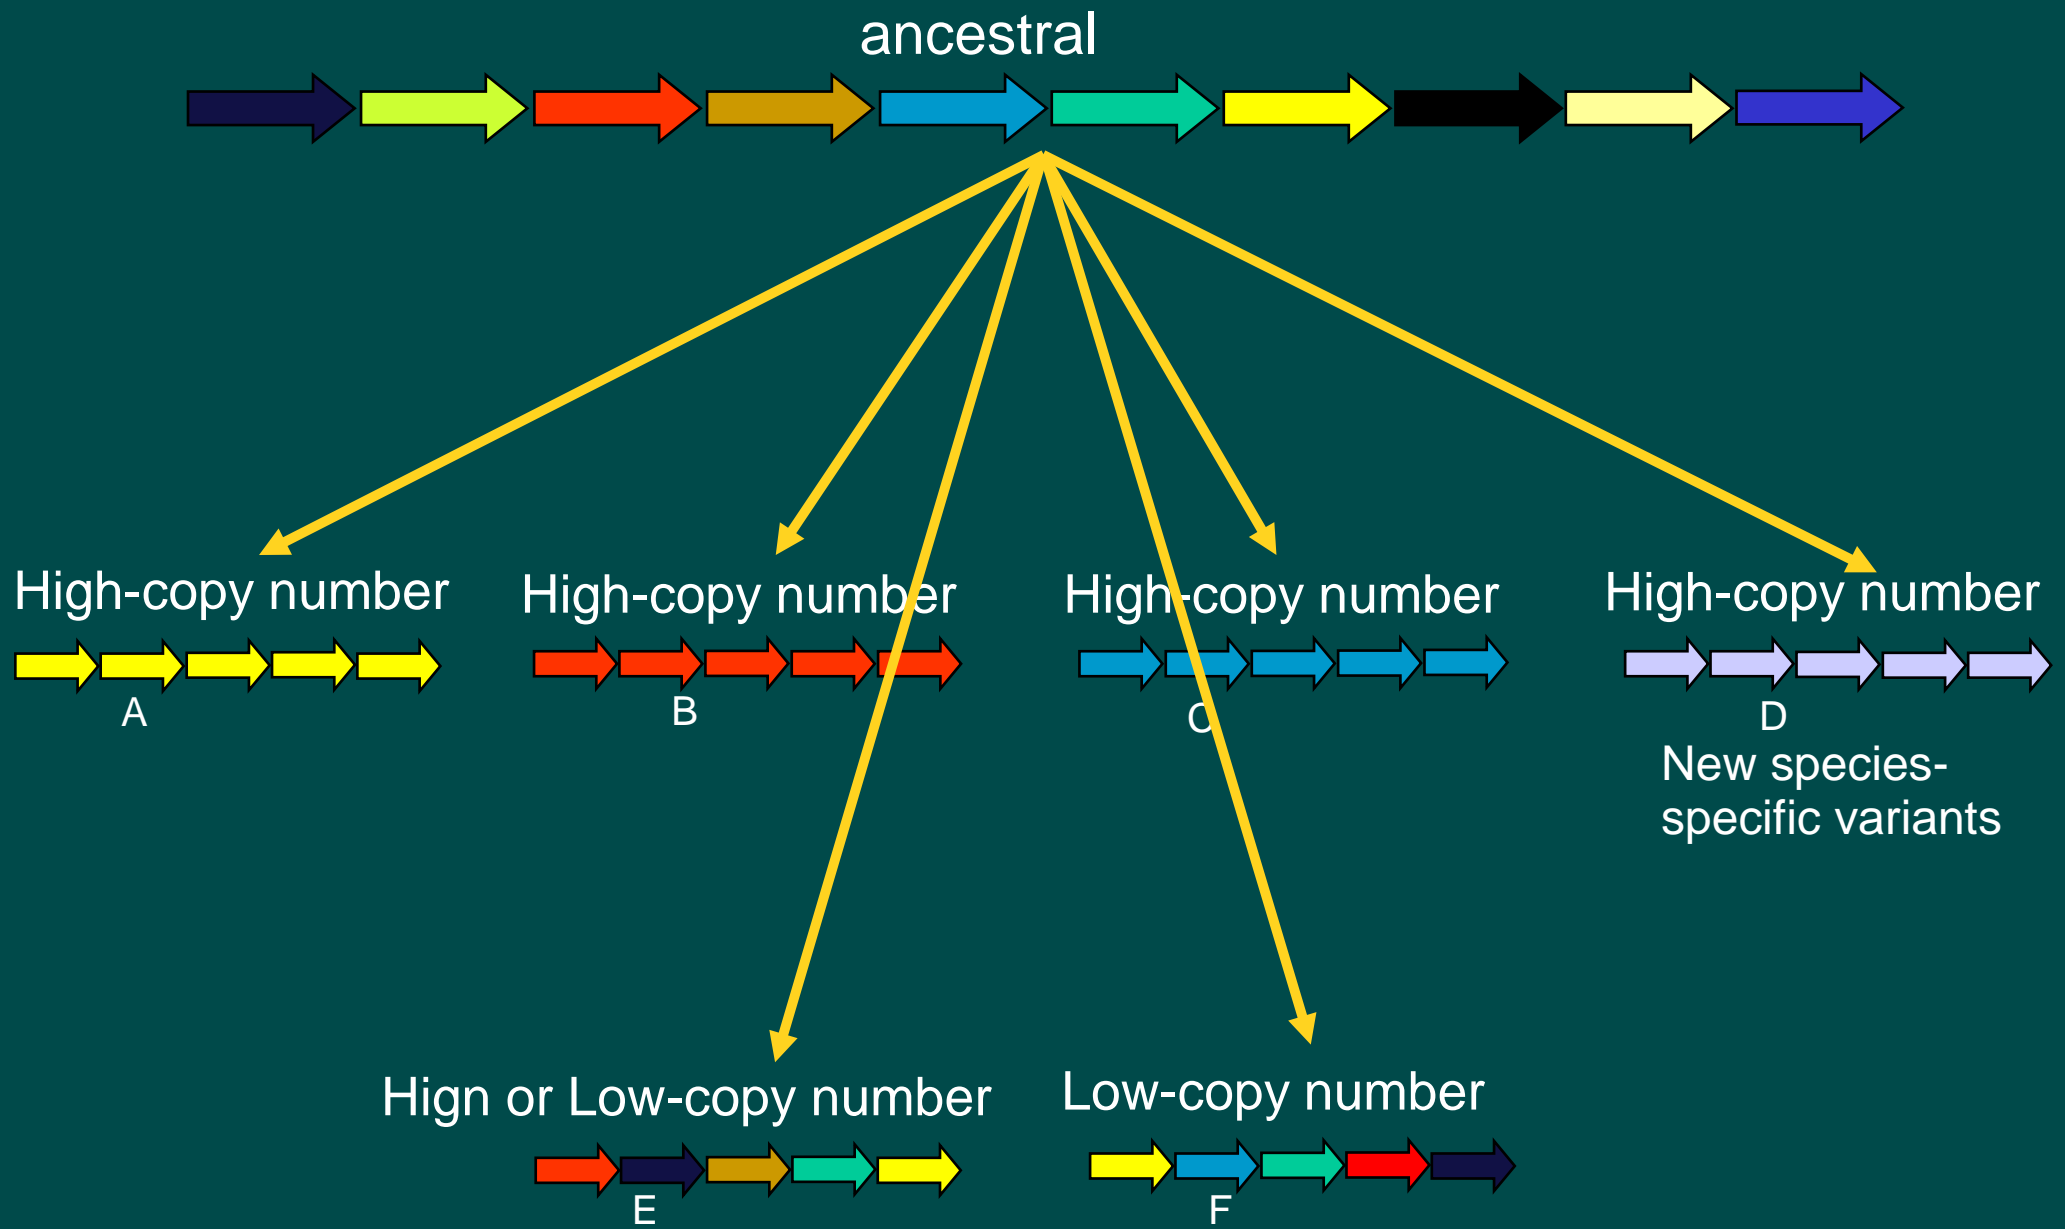 ancestral
High-copy number
High-copy number
High-copy number
High-copy number
A
B
C
D
New species-
specific variants
Hign or Low-copy number
Low-copy number
E
F